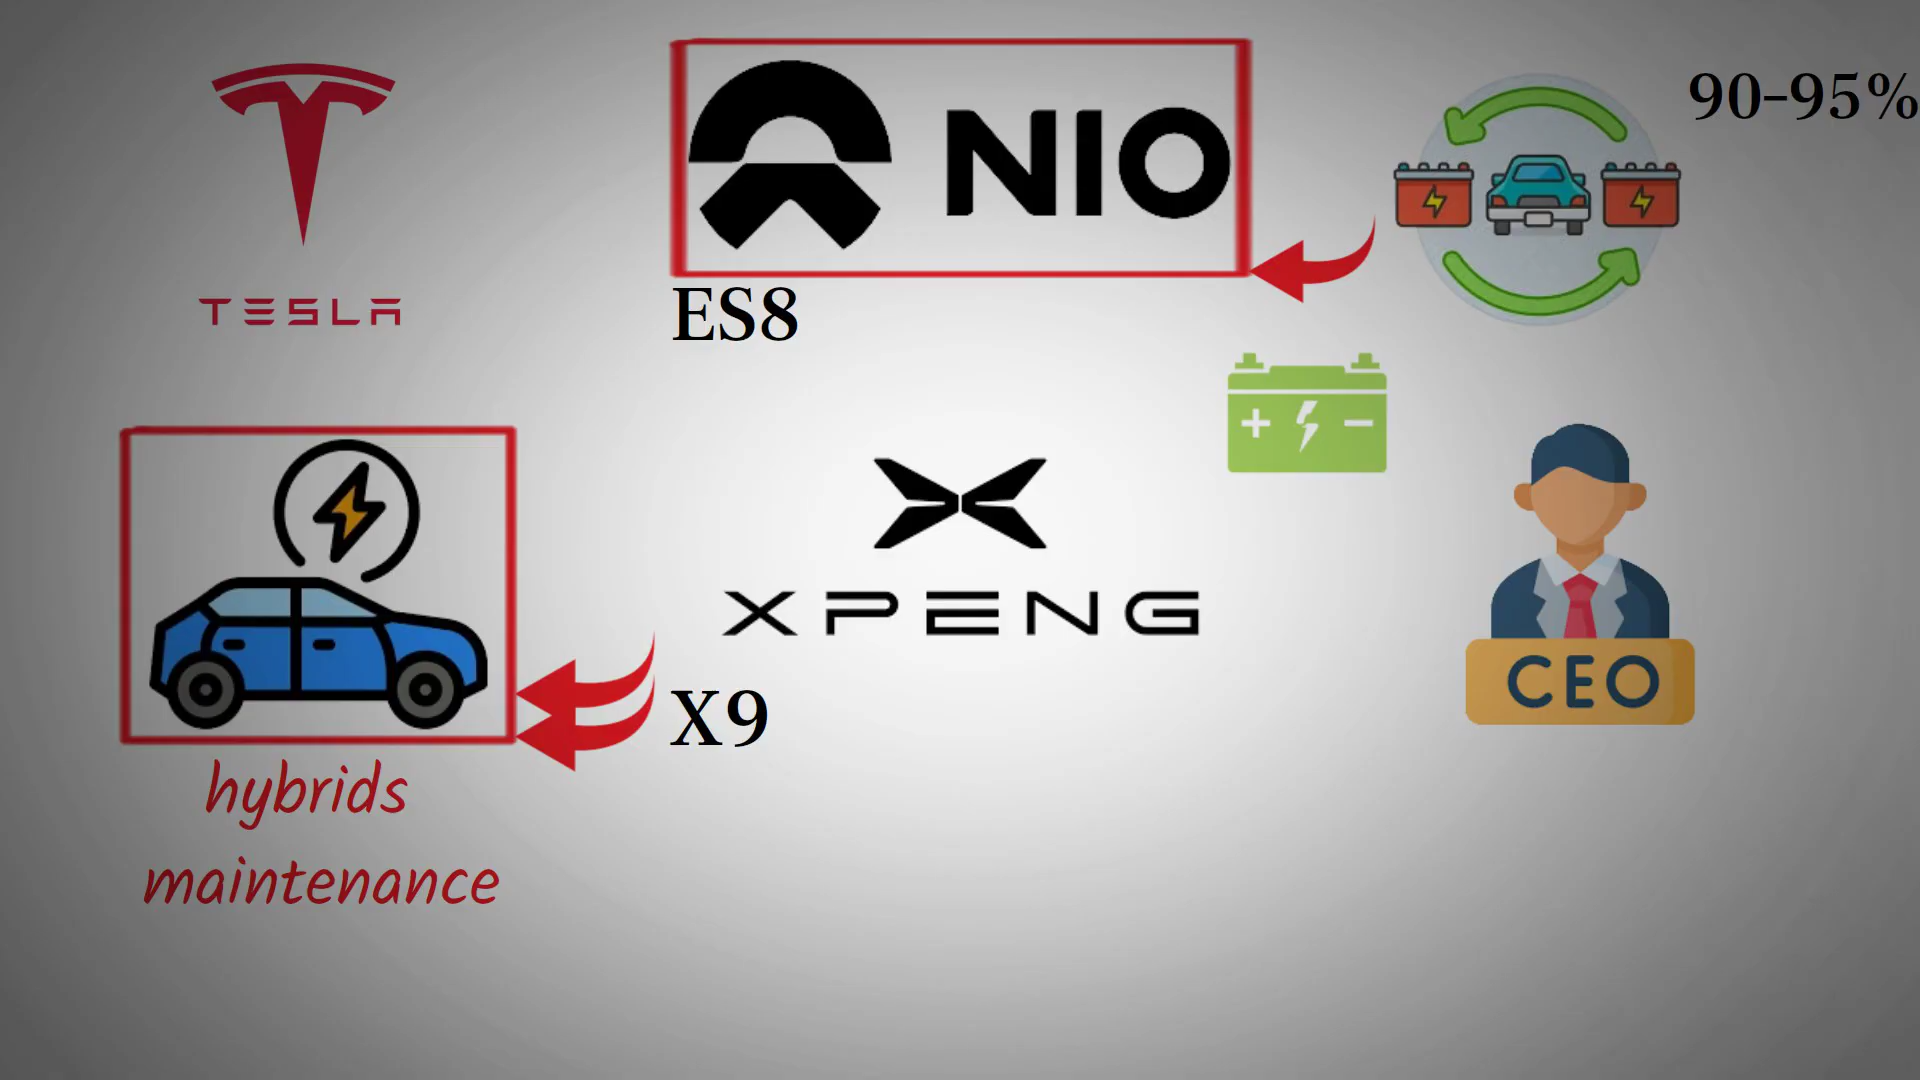 90-95%
NIO
TESLA
ES8
XPENG
CEO
X9
hybrids
maintenance